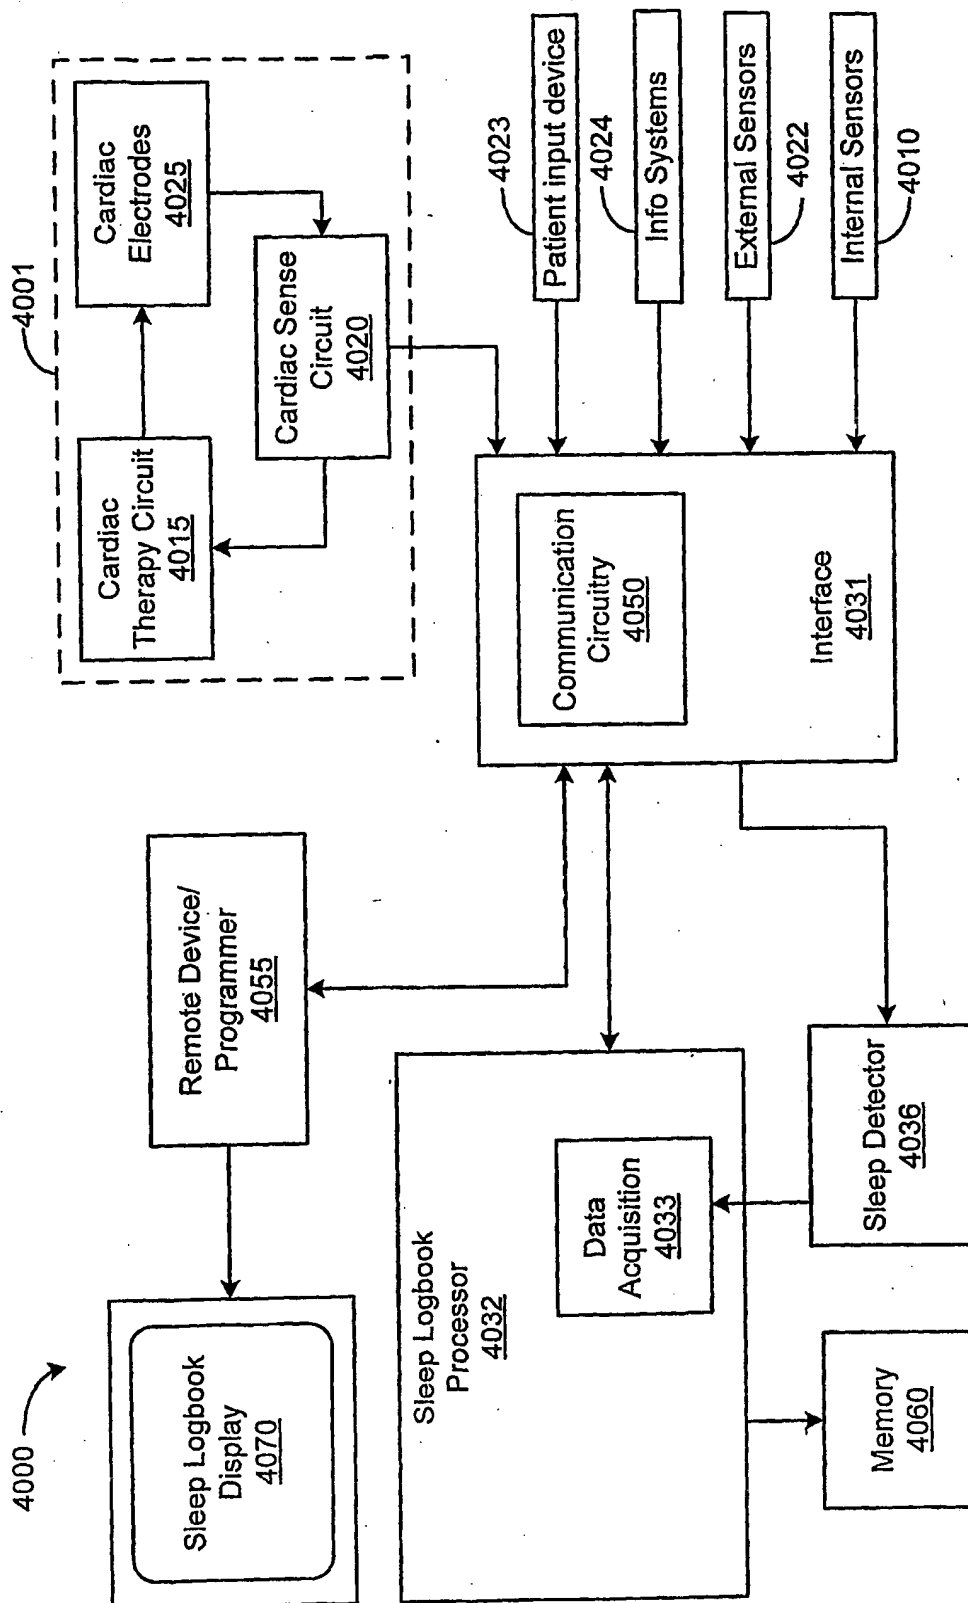 4000
Sleep Logbook
Display
4070
Remote Device/
Programmer
4055
4001
Cardiac
Therapy Circuit
4015
Cardiac
Electrodes
4025
Cardiac Sense
Circuit
4020
Sleep Logbook
Processor
4032
Data
Acquisition
4033
Communication
Circuitry
4050
Interface
4031
4023
Patient input device
4024
Info Systems
External Sensors
4022
Internal Sensors
4010
Memory
4060
Sleep Detector
4036